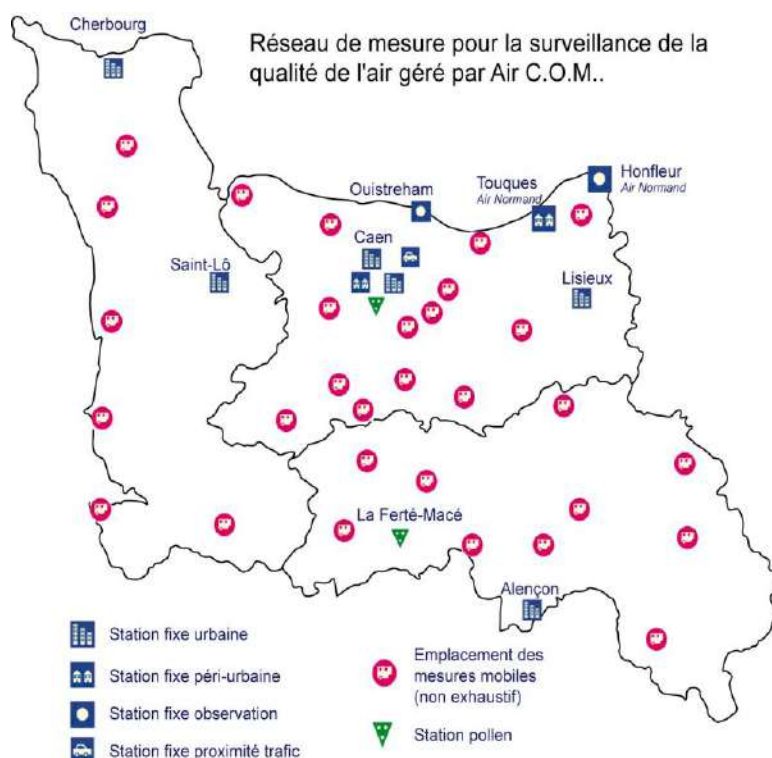 Cherbourg
Réseau de mesure pour la surveillance de la
qualité de l'air géré par Air C.O.M..
Ouistreham
Touques
Air Normand
Honfleur
Air Normand
Caen
Saint-Lô
Lisieux
La Ferté-Macé
Alençon
Station fixe urbaine
Station fixe péri-urbaine
Station fixe observation
Station fixe proximité trafic
Emplacement des
mesures mobiles
(non exhaustif)
Station pollen